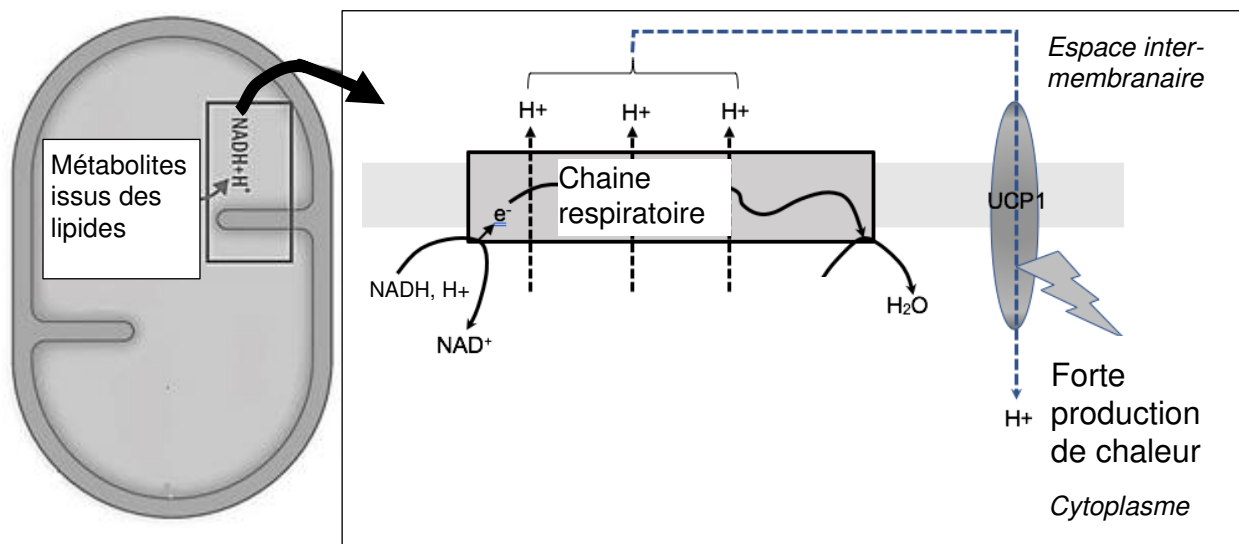 NADH+H+
Métabolites
issus des
lipides
Espace inter-
membranaire
H+
H+
H+
Chaine
respiratoire
e-
UCP1
NADH, H+
NAD+
H₂O
H+
Forte
production
de chaleur
Cytoplasme